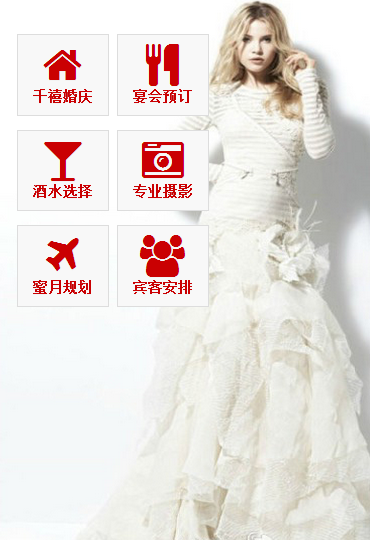 千禧婚庆
宴会预订
酒水选择
专业摄影
蜜月规划
宾客安排